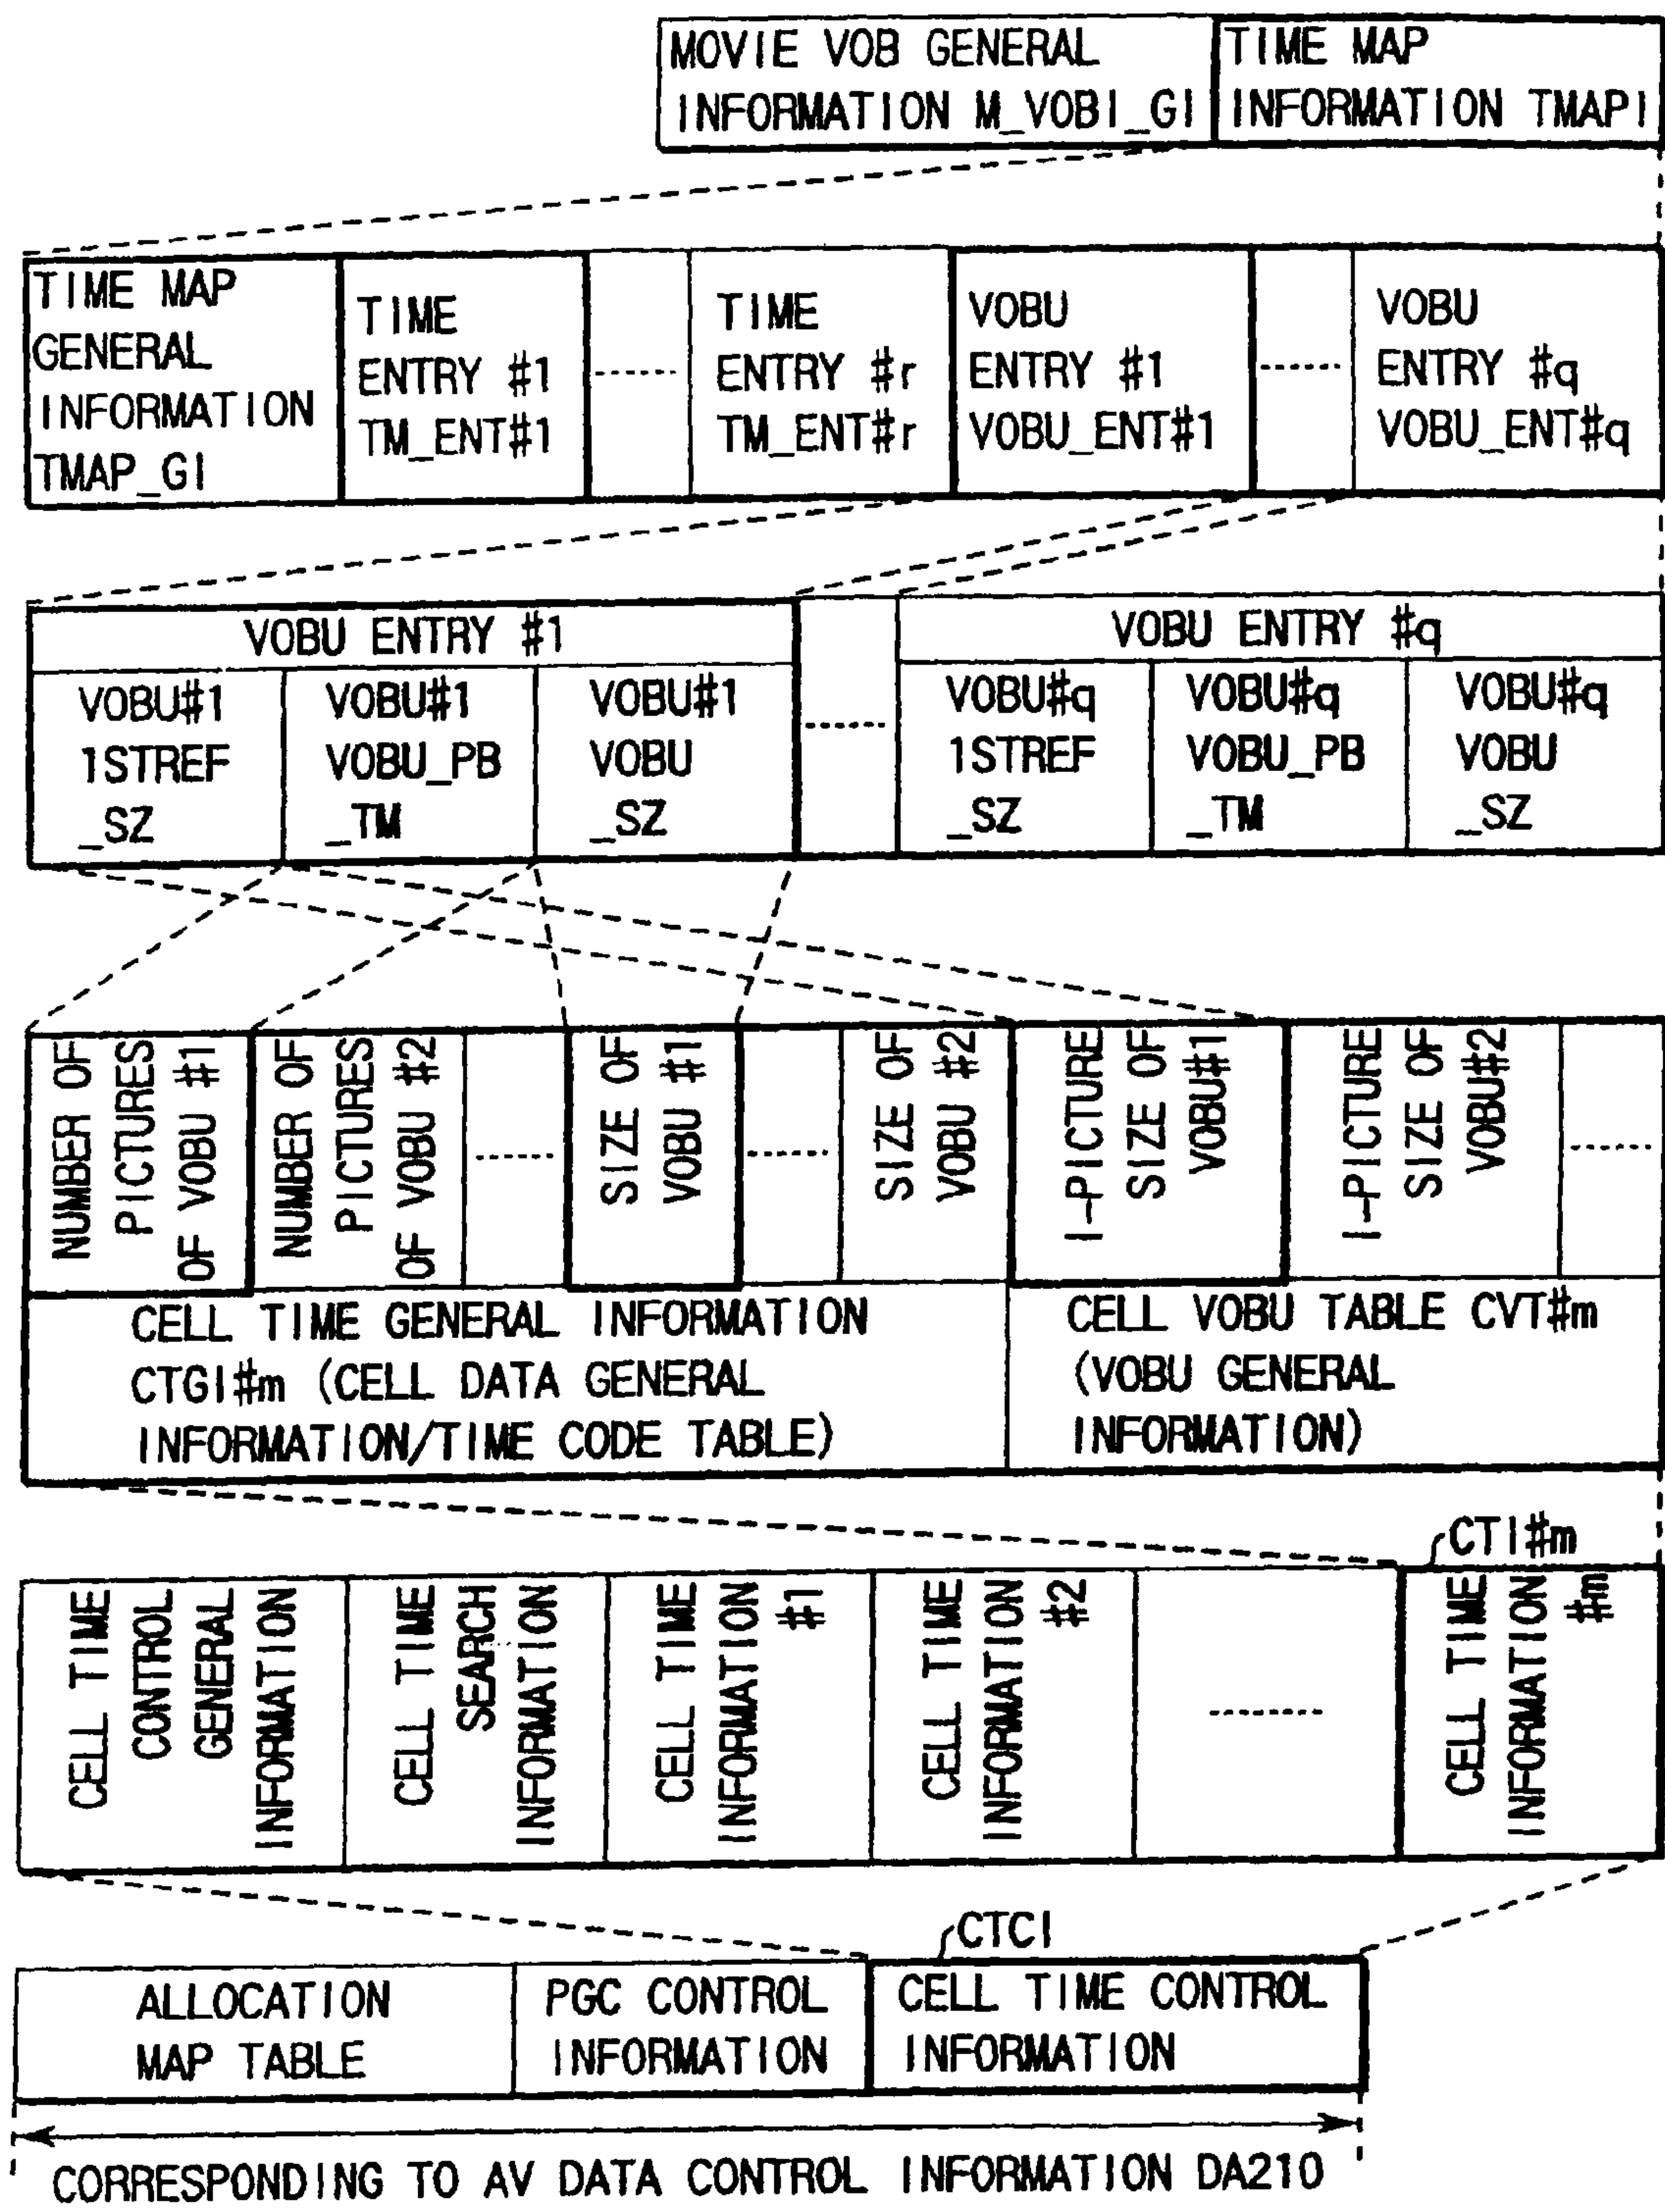 MOVIE VOB GENERAL
INFORMATION M_VOBI_GI
TIME MAP
INFORMATION TMAPI
TIME MAP
GENERAL
INFORMATION
TMAP_GI
TIME
ENTRY #1
TM_ENT#1
------
TIME
ENTRY #r
TM_ENT#r
VOBU
ENTRY #1
VOBU_ENT#1
------
VOBU
ENTRY #q
VOBU_ENT#q
VOBU ENTRY #1
VOBU#1
1STREF
_SZ
VOBU#1
VOBU_PB
_TM
VOBU#1
VOBU
_SZ
------
VOBU ENTRY #q
VOBU#q
1STREF
_SZ
VOBU#q
VOBU_PB
_TM
VOBU#q
VOBU
_SZ
NUMBER OF
PICTURES
OF VOBU #1
NUMBER OF
PICTURES
OF VOBU #2
------
SIZE OF
VOBU #1
------
SIZE OF
VOBU #2
I-PICTURE
SIZE OF
VOBU#1
I-PICTURE
SIZE OF
VOBU#2
------
CELL TIME GENERAL INFORMATION
CTGI#m (CELL DATA GENERAL
INFORMATION/TIME CODE TABLE)
CELL VOBU TABLE CVT#m
(VOBU GENERAL
INFORMATION)
CTI#m
CELL TIME
CONTROL
GENERAL
INFORMATION
CELL TIME
SEARCH
INFORMATION
CELL TIME
INFORMATION
#1
CELL TIME
INFORMATION
#2
--------
CELL TIME
INFORMATION
#m
CTCI
ALLOCATION
MAP TABLE
PGC CONTROL
INFORMATION
CELL TIME CONTROL
INFORMATION
CORRESPONDING TO AV DATA CONTROL INFORMATION DA210